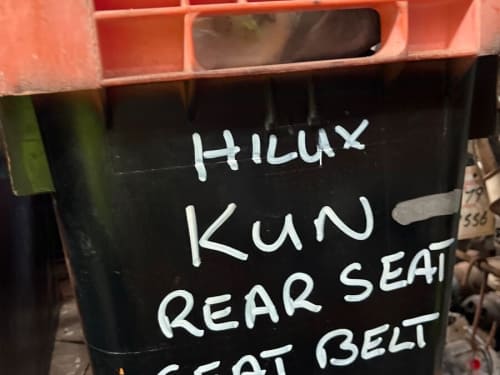 HILUX
KUN
REAR SEAT
SEAT BELT